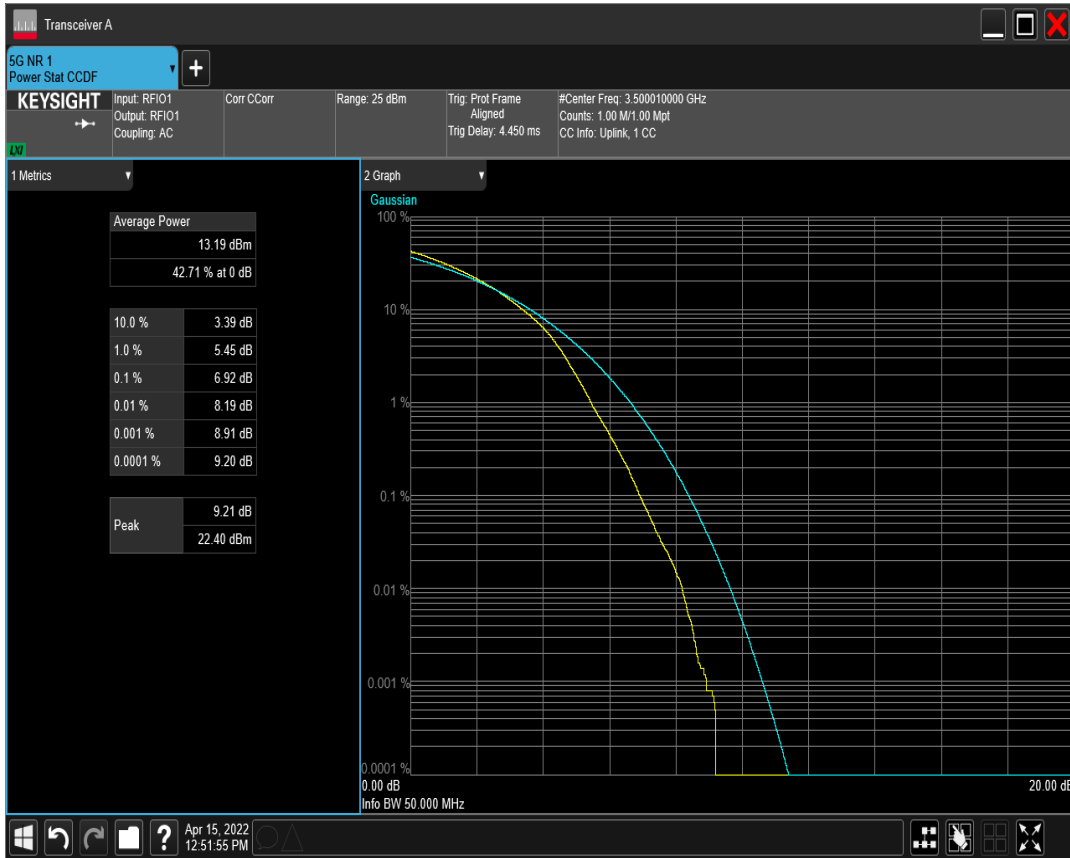 Transceiver A
5G NR 1
Power Stat CCDF
KEYSIGHT
LXI
Input: RFIO1
Output: RFIO1
Coupling: AC
Corr CCorr
Range: 25 dBm
Trig: Prot Frame
Aligned
Trig Delay: 4.450 ms
#Center Freq: 3.500010000 GHz
Counts: 1.00 M/1.00 Mpt
CC Info: Uplink, 1 CC
1 Metrics
Average Power
13.19 dBm
42.71 % at 0 dB
10.0 % 3.39 dB
1.0 % 5.45 dB
0.1 % 6.92 dB
0.01 % 8.19 dB
0.001 % 8.91 dB
0.0001 % 9.20 dB
Peak
9.21 dB
22.40 dBm
2 Graph
Gaussian
100 %
10 %
1 %
0.1 %
0.01 %
0.001 %
0.0001 %
0.00 dB 20.00 dB
Info BW 50.000 MHz
? Apr 15, 2022
12:51:55 PM